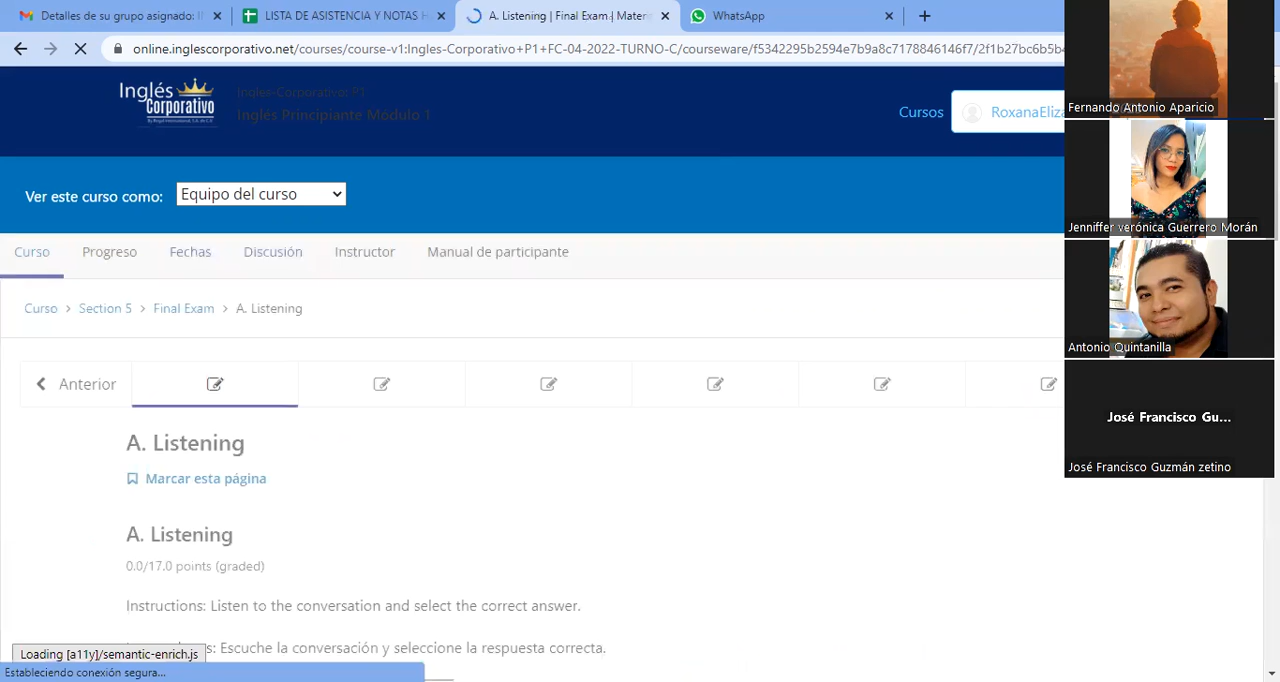 Detalles de su grupo asignado: I
LISTA DE ASISTENCIA Y NOTAS H
A. Listening | Final Exam | Mater
WhatsApp
online.inglescorporativo.net/courses/course-v1:Ingles-Corporativo+P1+FC-04-2022-TURNO-C/courseware/f5342295b2594e7b9a8c7178846146f7/2f1b27bc6b5b4
Inglés
Corporativo
Ingles-Corporativo: P1
Inglés Principiante Módulo 1
Cursos
RoxanaEliza
Ver este curso como:
Equipo del curso
Curso
Progreso
Fechas
Discusión
Instructor
Manual de participante
Curso > Section 5 > Final Exam > A. Listening
Anterior
A. Listening
Marcar esta página
A. Listening
0.0/17.0 points (graded)
Instructions: Listen to the conversation and select the correct answer.
s: Escuche la conversación y seleccione la respuesta correcta.
Loading [a11y]/semantic-enrich.js
Estableciendo conexión segura...
Fernando Antonio Aparicio
Jenniffer verónica Guerrero Morán
Antonio Quintanilla
José Francisco Gu...
José Francisco Guzmán zetino